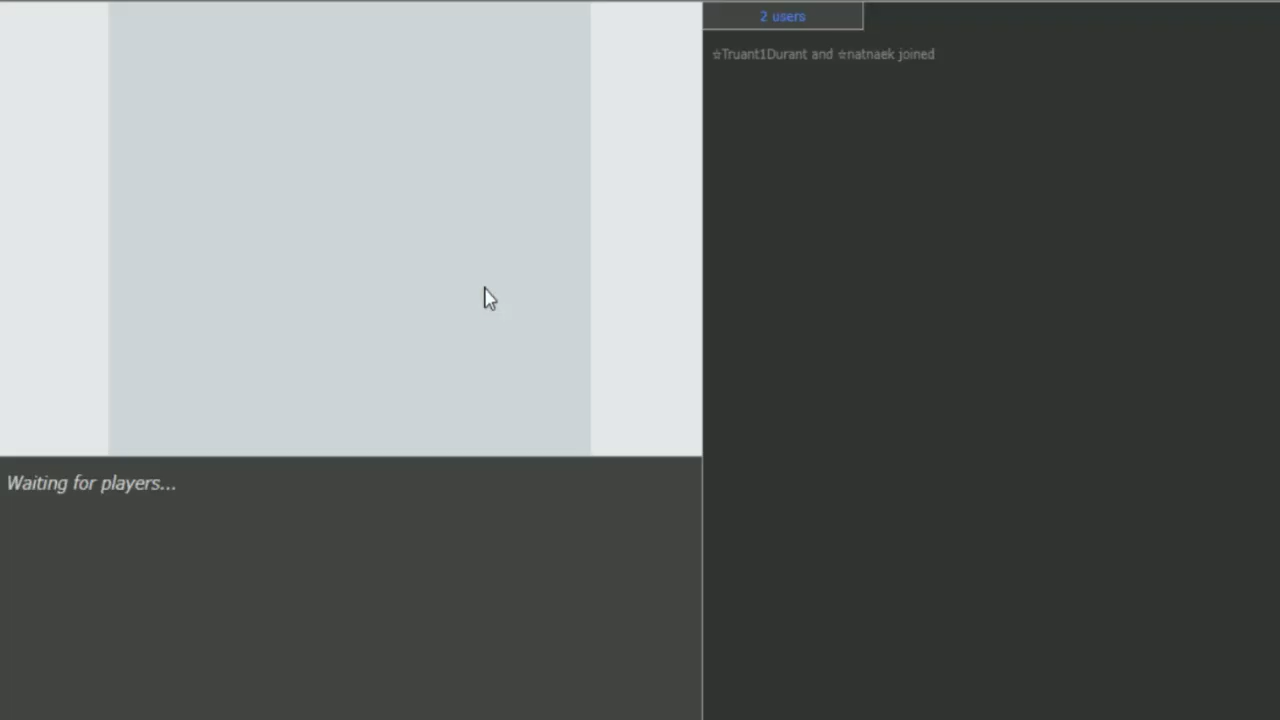 2 users
☆Truant1Durant and ☆natnaek joined
Waiting for players...